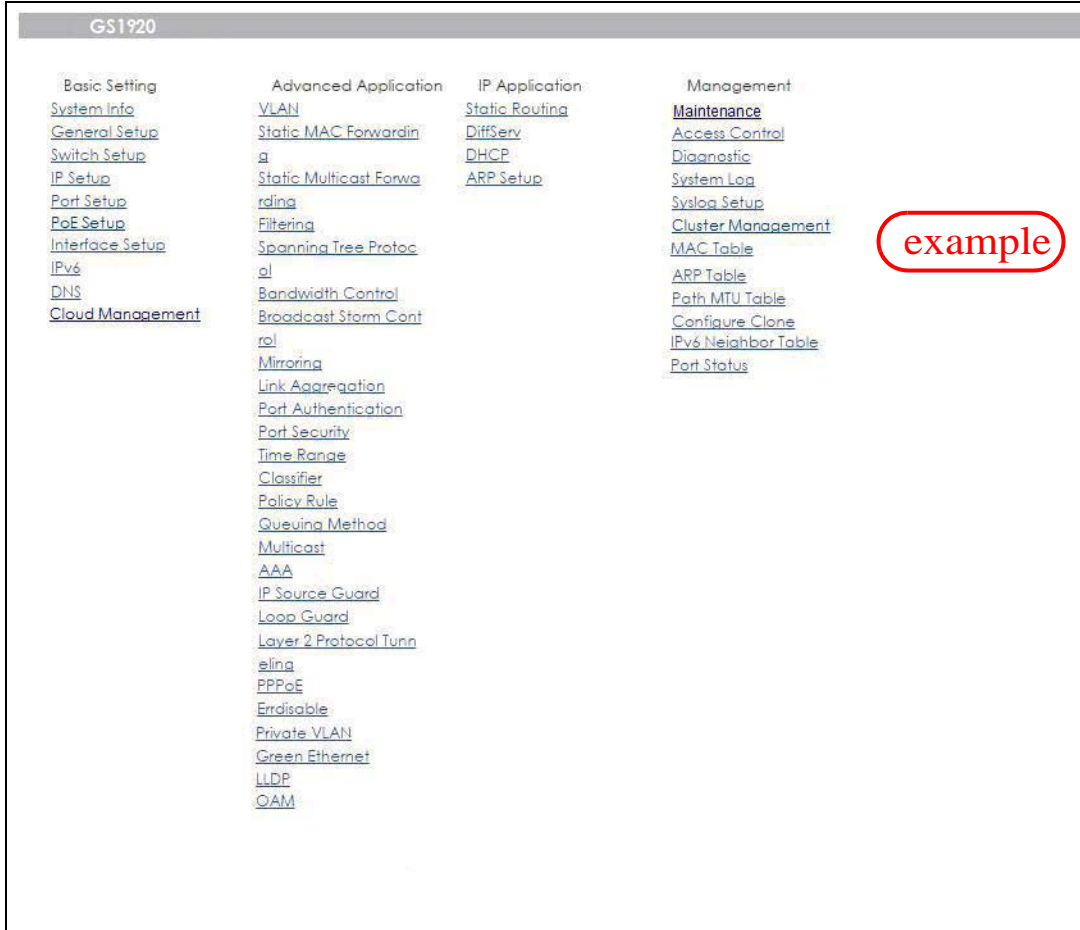 GS1920
Basic Setting
System Info
General Setup
Switch Setup
IP Setup
Port Setup
PoE Setup
Interface Setup
IPv6
DNS
Cloud Management
Advanced Application
VLAN
Static MAC Forwardin
g
Static Multicast Forwa
rding
Filtering
Spanning Tree Protoc
ol
Bandwidth Control
Broadcast Storm Cont
rol
Mirroring
Link Aggregation
Port Authentication
Port Security
Time Range
Classifier
Policy Rule
Queuing Method
Multicast
AAA
IP Source Guard
Loop Guard
Layer 2 Protocol Tunn
eling
PPPoE
Errdisable
Private VLAN
Green Ethernet
LLDP
OAM
IP Application
Static Routing
DiffServ
DHCP
ARP Setup
Management
Maintenance
Access Control
Diagnostic
System Log
Syslog Setup
Cluster Management
MAC Table
ARP Table
Path MTU Table
Configure Clone
IPv6 Neighbor Table
Port Status
example